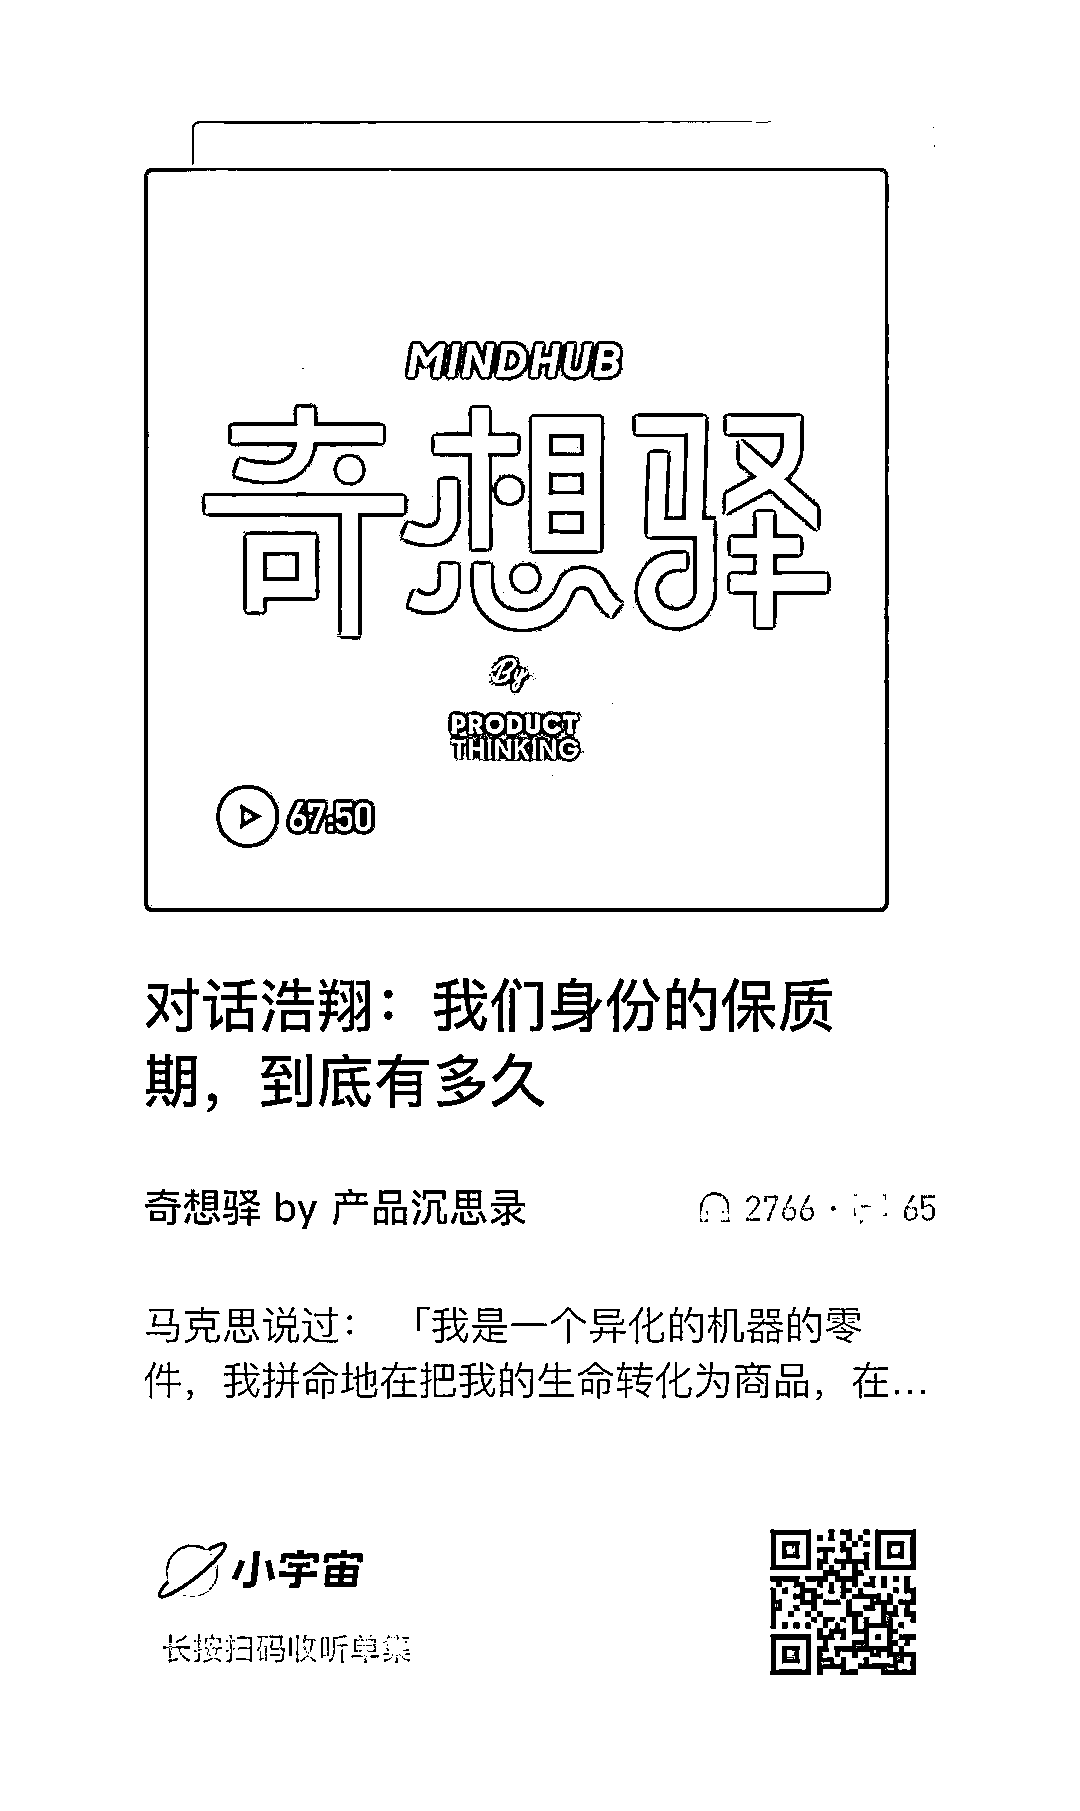 MINDHUB
奇想驿
By
PRODUCT
THINKING
67:50
对话浩翔：我们身份的保质
期，到底有多久
奇想驿 by 产品沉思录
2766 · 65
马克思说过： 「我是一个异化的机器的零
件，我拼命地在把我的生命转化为商品，在...
小宇宙
长按扫码收听单集